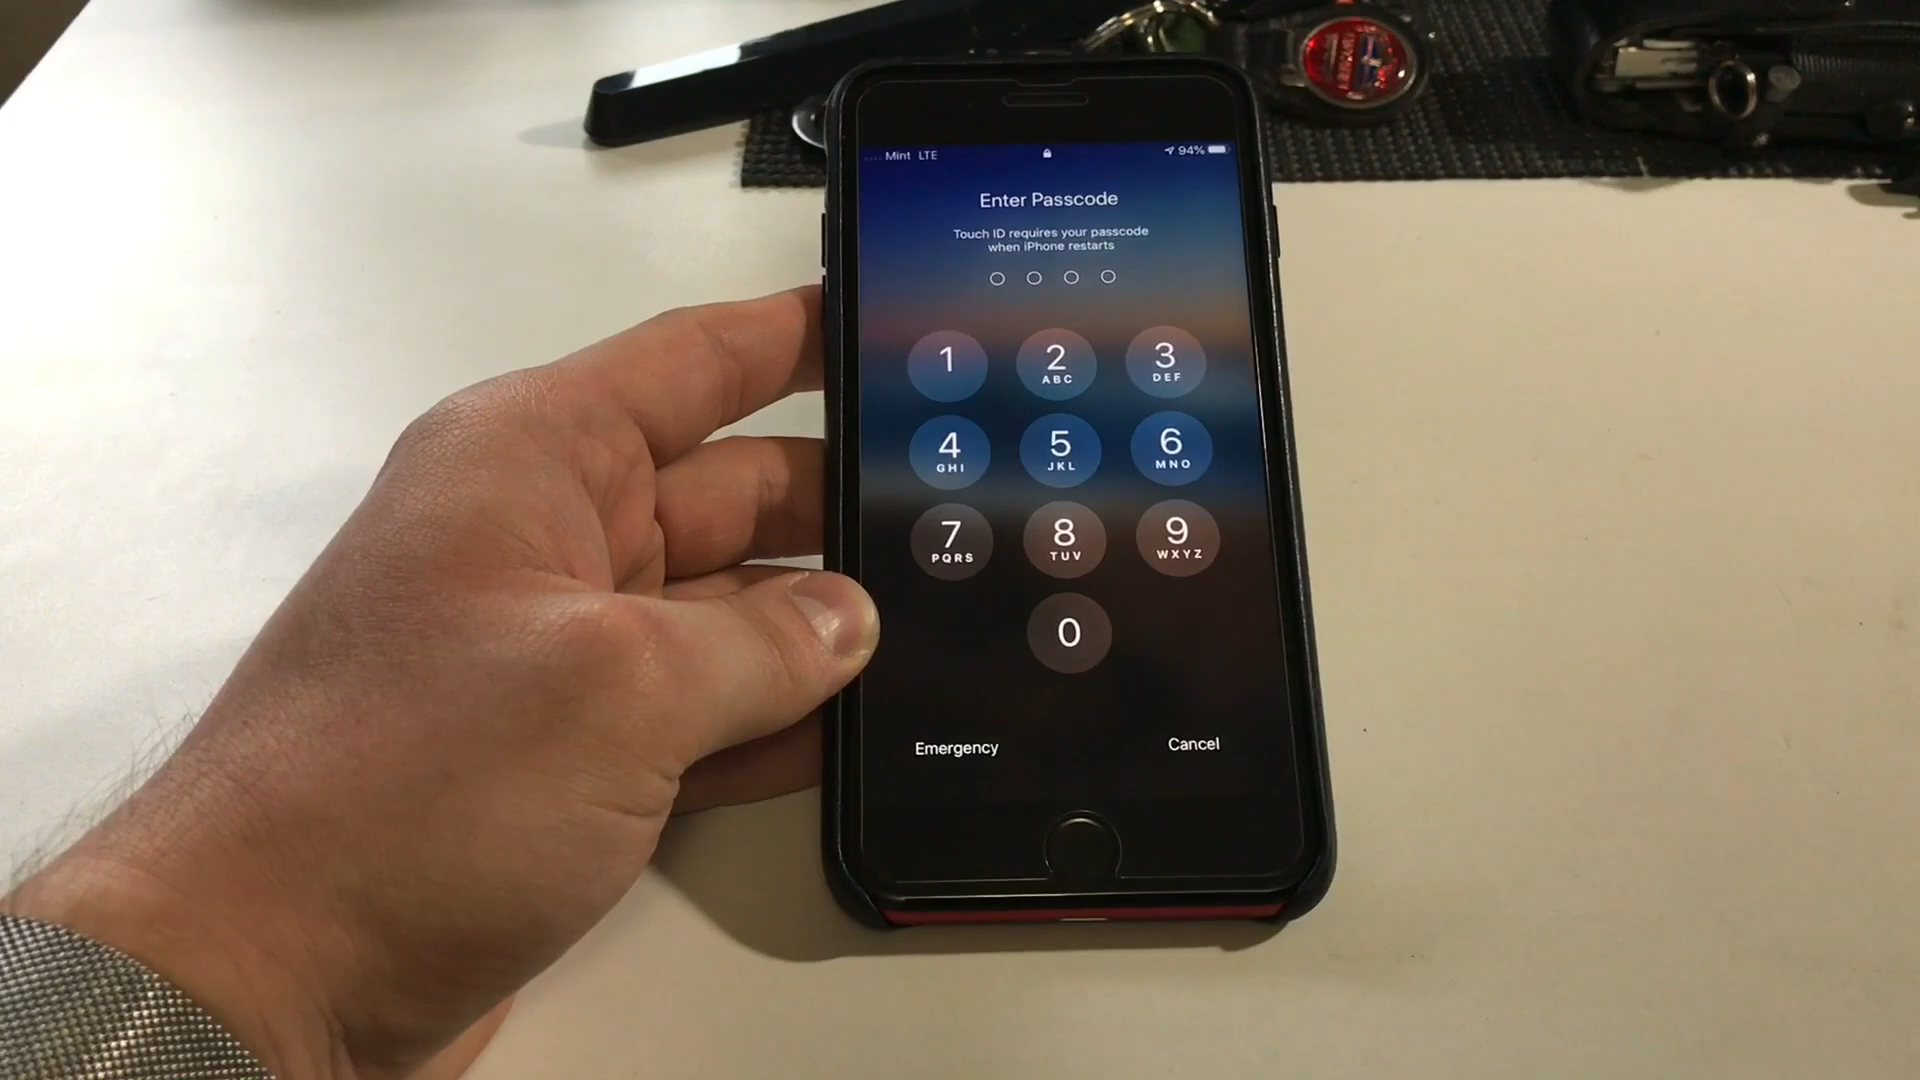 Mint LTE 94%
Enter Passcode
Touch ID requires your passcode
when iPhone restarts
1 2 3
ABC DEF
4 5 6
GHI JKL MNO
7 8 9
PQRS TUV WXYZ
0
Emergency Cancel